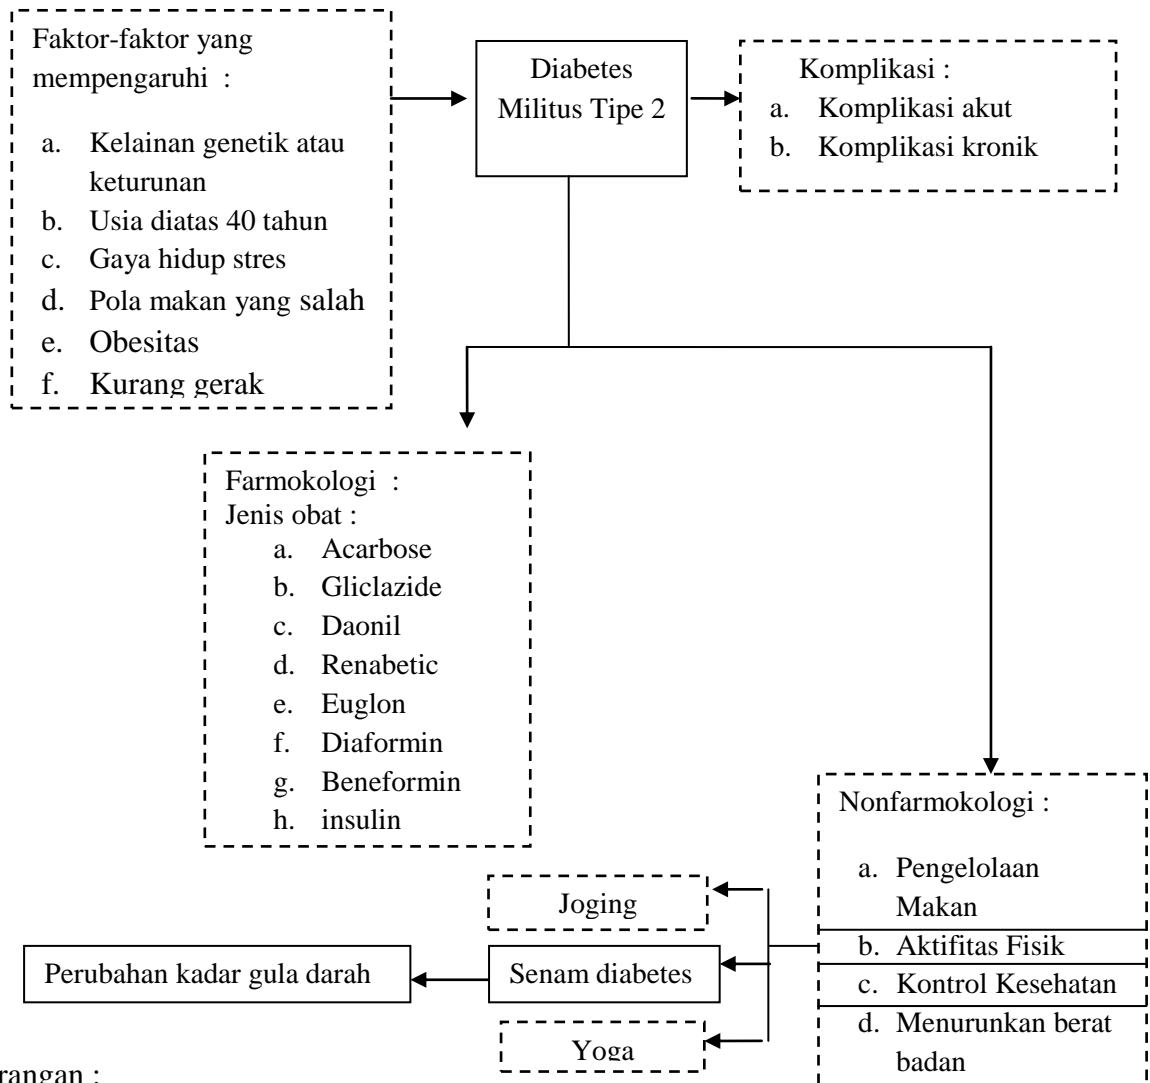 Faktor-faktor yang
mempengaruhi :
a. Kelainan genetik atau
keturunan
b. Usia diatas 40 tahun
c. Gaya hidup stres
d. Pola makan yang salah
e. Obesitas
f. Kurang gerak
Diabetes
Militus Tipe 2
Komplikasi :
a. Komplikasi akut
b. Komplikasi kronik
Farmokologi :
Jenis obat :
a. Acarbose
b. Gliclazide
c. Daonil
d. Renabetic
e. Euglon
f. Diaformin
g. Beneformin
h. insulin
Nonfarmokologi :
a. Pengelolaan
Makan
b. Aktifitas Fisik
c. Kontrol Kesehatan
d. Menurunkan berat
badan
Joging
Senam diabetes
Yoga
Perubahan kadar gula darah
rangan :